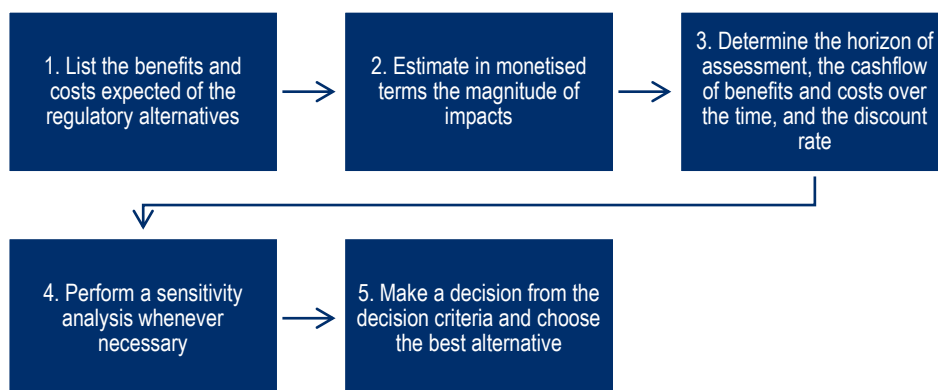 1. List the benefits and
costs expected of the
regulatory alternatives
2. Estimate in monetised
terms the magnitude of
impacts
3. Determine the horizon of
assessment, the cashflow
of benefits and costs over
the time, and the discount
rate
4. Perform a sensitivity
analysis whenever
necessary
5. Make a decision from the
decision criteria and choose
the best alternative